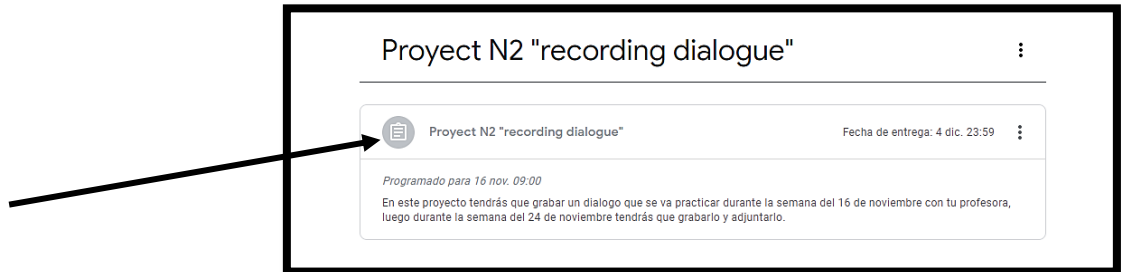 Proyect N2 "recording dialogue"
Proyect N2 "recording dialogue" Fecha de entrega: 4 dic. 23:59
Programado para 16 nov. 09:00
En este proyecto tendrás que grabar un dialogo que se va practicar durante la semana del 16 de noviembre con tu profesora,
luego durante la semana del 24 de noviembre tendrás que grabarlo y adjuntarlo.